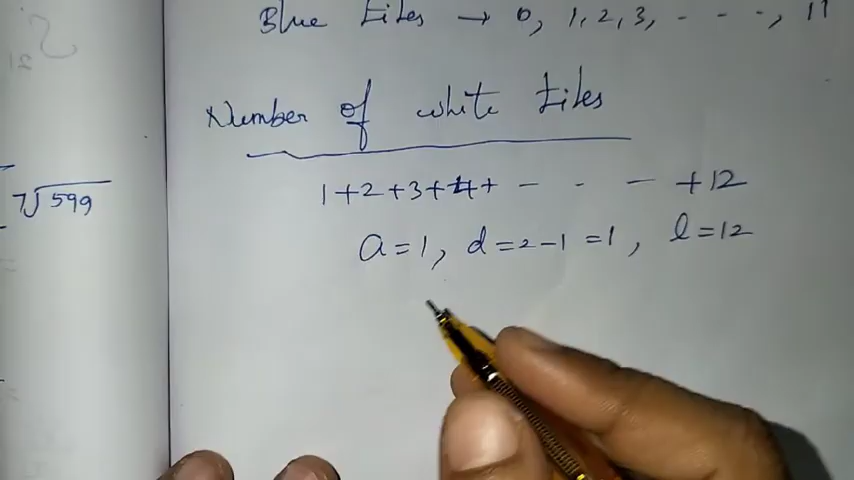 Blue tiles → 0, 1, 2, 3, - - - -, 11
Number of white tiles
1+2+3+4+ - - - +12
7√599
a=1, d=2-1=1, l=12